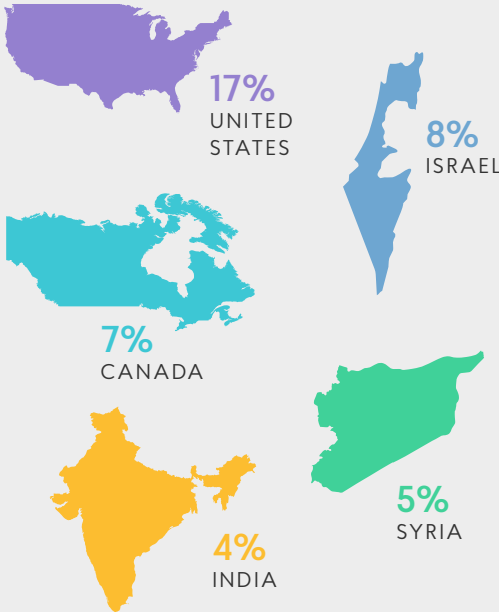 17%
UNITED
STATES
8%
ISRAEL
7%
CANADA
5%
SYRIA
4%
INDIA